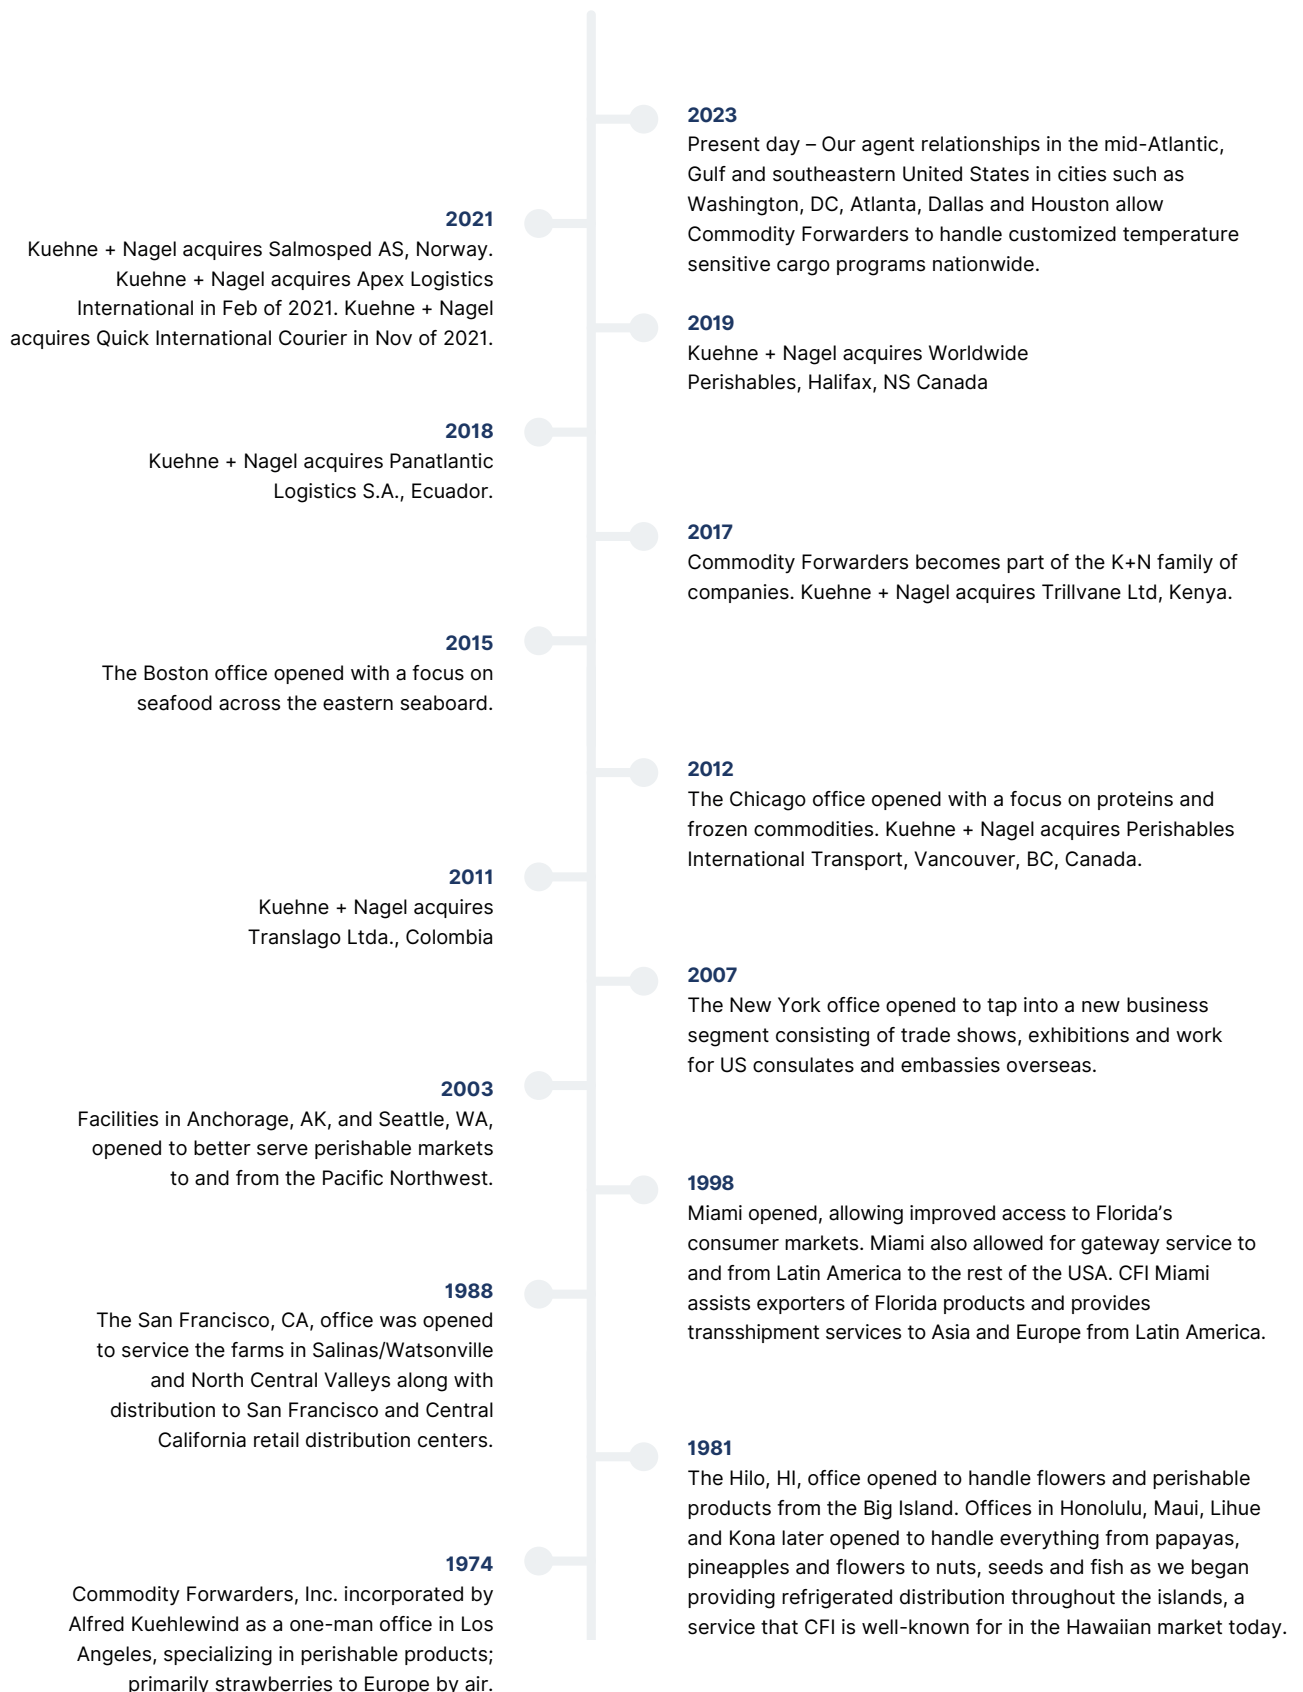 2023
Present day – Our agent relationships in the mid-Atlantic,
Gulf and southeastern United States in cities such as
Washington, DC, Atlanta, Dallas and Houston allow
Commodity Forwarders to handle customized temperature
sensitive cargo programs nationwide.
2021
Kuehne + Nagel acquires Salmosped AS, Norway.
Kuehne + Nagel acquires Apex Logistics
International in Feb of 2021. Kuehne + Nagel
acquires Quick International Courier in Nov of 2021.
2019
Kuehne + Nagel acquires Worldwide
Perishables, Halifax, NS Canada
2018
Kuehne + Nagel acquires Panatlantic
Logistics S.A., Ecuador.
2017
Commodity Forwarders becomes part of the K+N family of
companies. Kuehne + Nagel acquires Trillvane Ltd, Kenya.
2015
The Boston office opened with a focus on
seafood across the eastern seaboard.
2012
The Chicago office opened with a focus on proteins and
frozen commodities. Kuehne + Nagel acquires Perishables
International Transport, Vancouver, BC, Canada.
2011
Kuehne + Nagel acquires
Translago Ltda., Colombia
2007
The New York office opened to tap into a new business
segment consisting of trade shows, exhibitions and work
for US consulates and embassies overseas.
2003
Facilities in Anchorage, AK, and Seattle, WA,
opened to better serve perishable markets
to and from the Pacific Northwest.
1998
Miami opened, allowing improved access to Florida’s
consumer markets. Miami also allowed for gateway service to
and from Latin America to the rest of the USA. CFI Miami
assists exporters of Florida products and provides
transshipment services to Asia and Europe from Latin America.
1988
The San Francisco, CA, office was opened
to service the farms in Salinas/Watsonville
and North Central Valleys along with
distribution to San Francisco and Central
California retail distribution centers.
1981
The Hilo, HI, office opened to handle flowers and perishable
products from the Big Island. Offices in Honolulu, Maui, Lihue
and Kona later opened to handle everything from papayas,
pineapples and flowers to nuts, seeds and fish as we began
providing refrigerated distribution throughout the islands, a
service that CFI is well-known for in the Hawaiian market today.
1974
Commodity Forwarders, Inc. incorporated by
Alfred Kuehlewind as a one-man office in Los
Angeles, specializing in perishable products;
primarily strawberries to Europe by air.